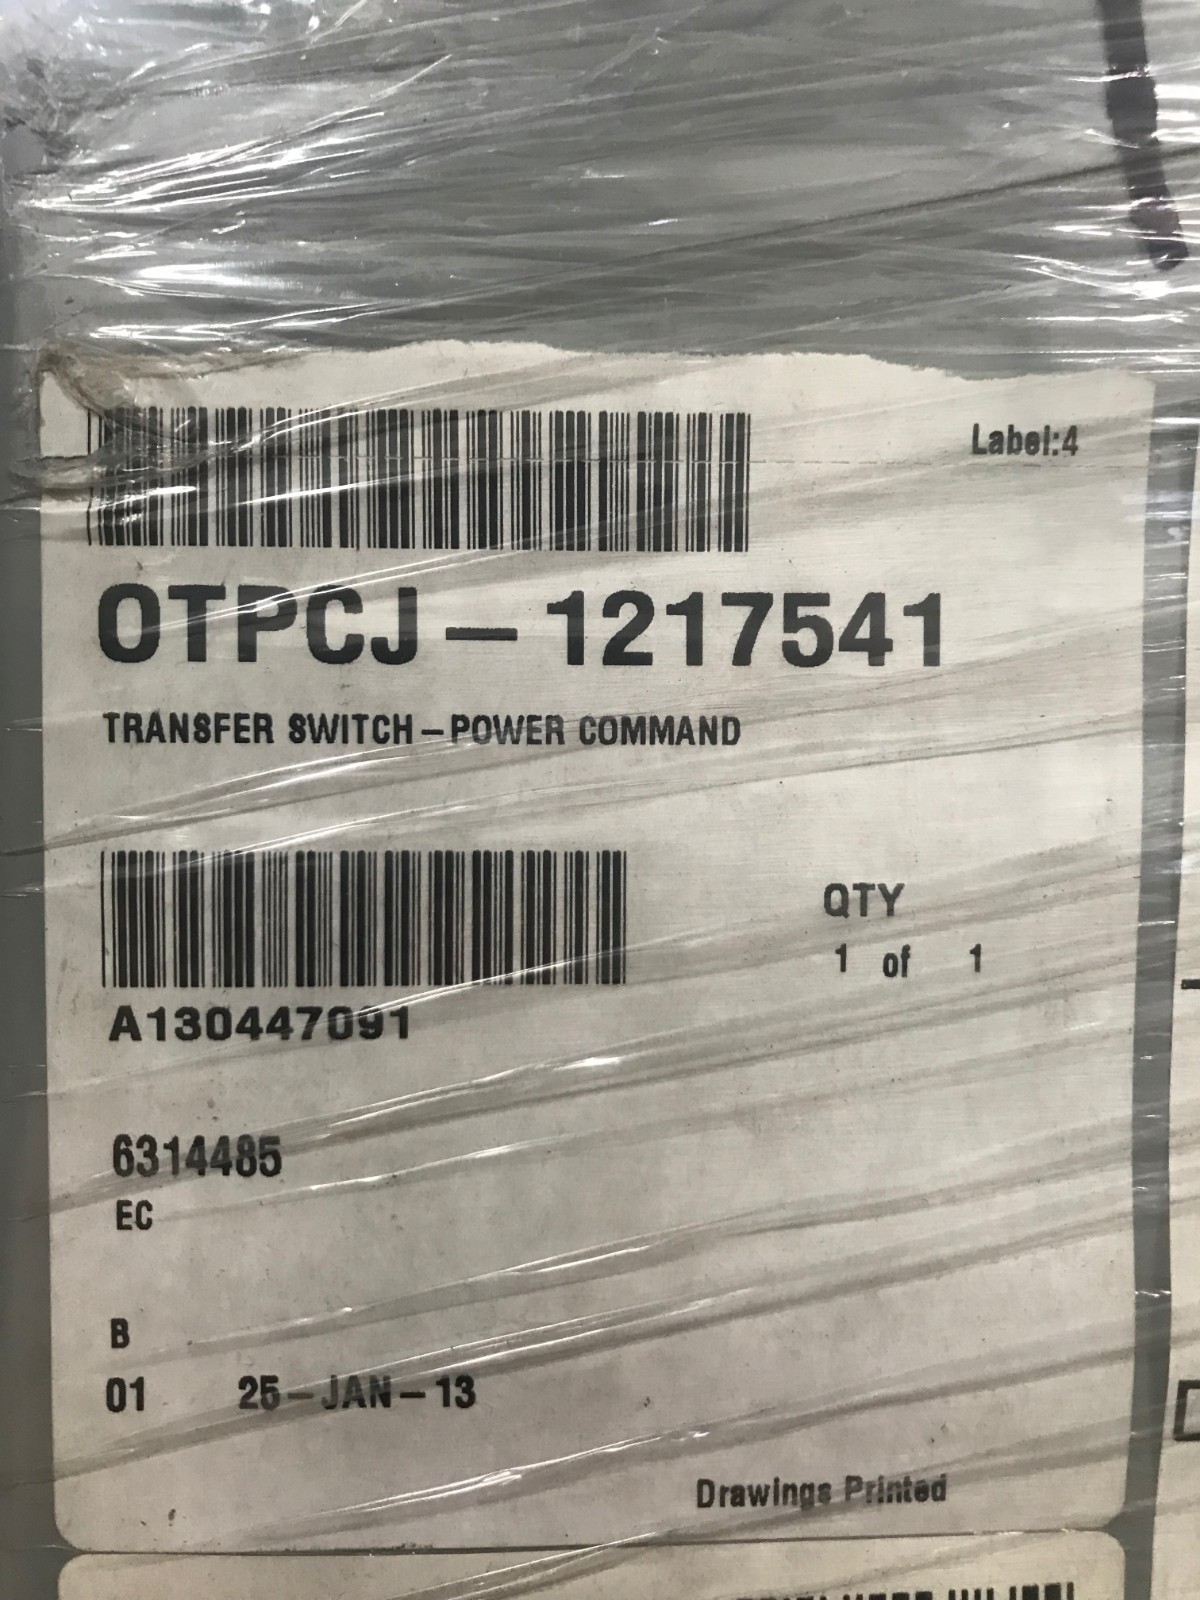 Label:4
OTPCJ-1217541
TRANSFER SWITCH-POWER COMMAND
QTY
1 of 1
A130447091
6314485
EC
B
01 25-JAN-13
Drawings Printed